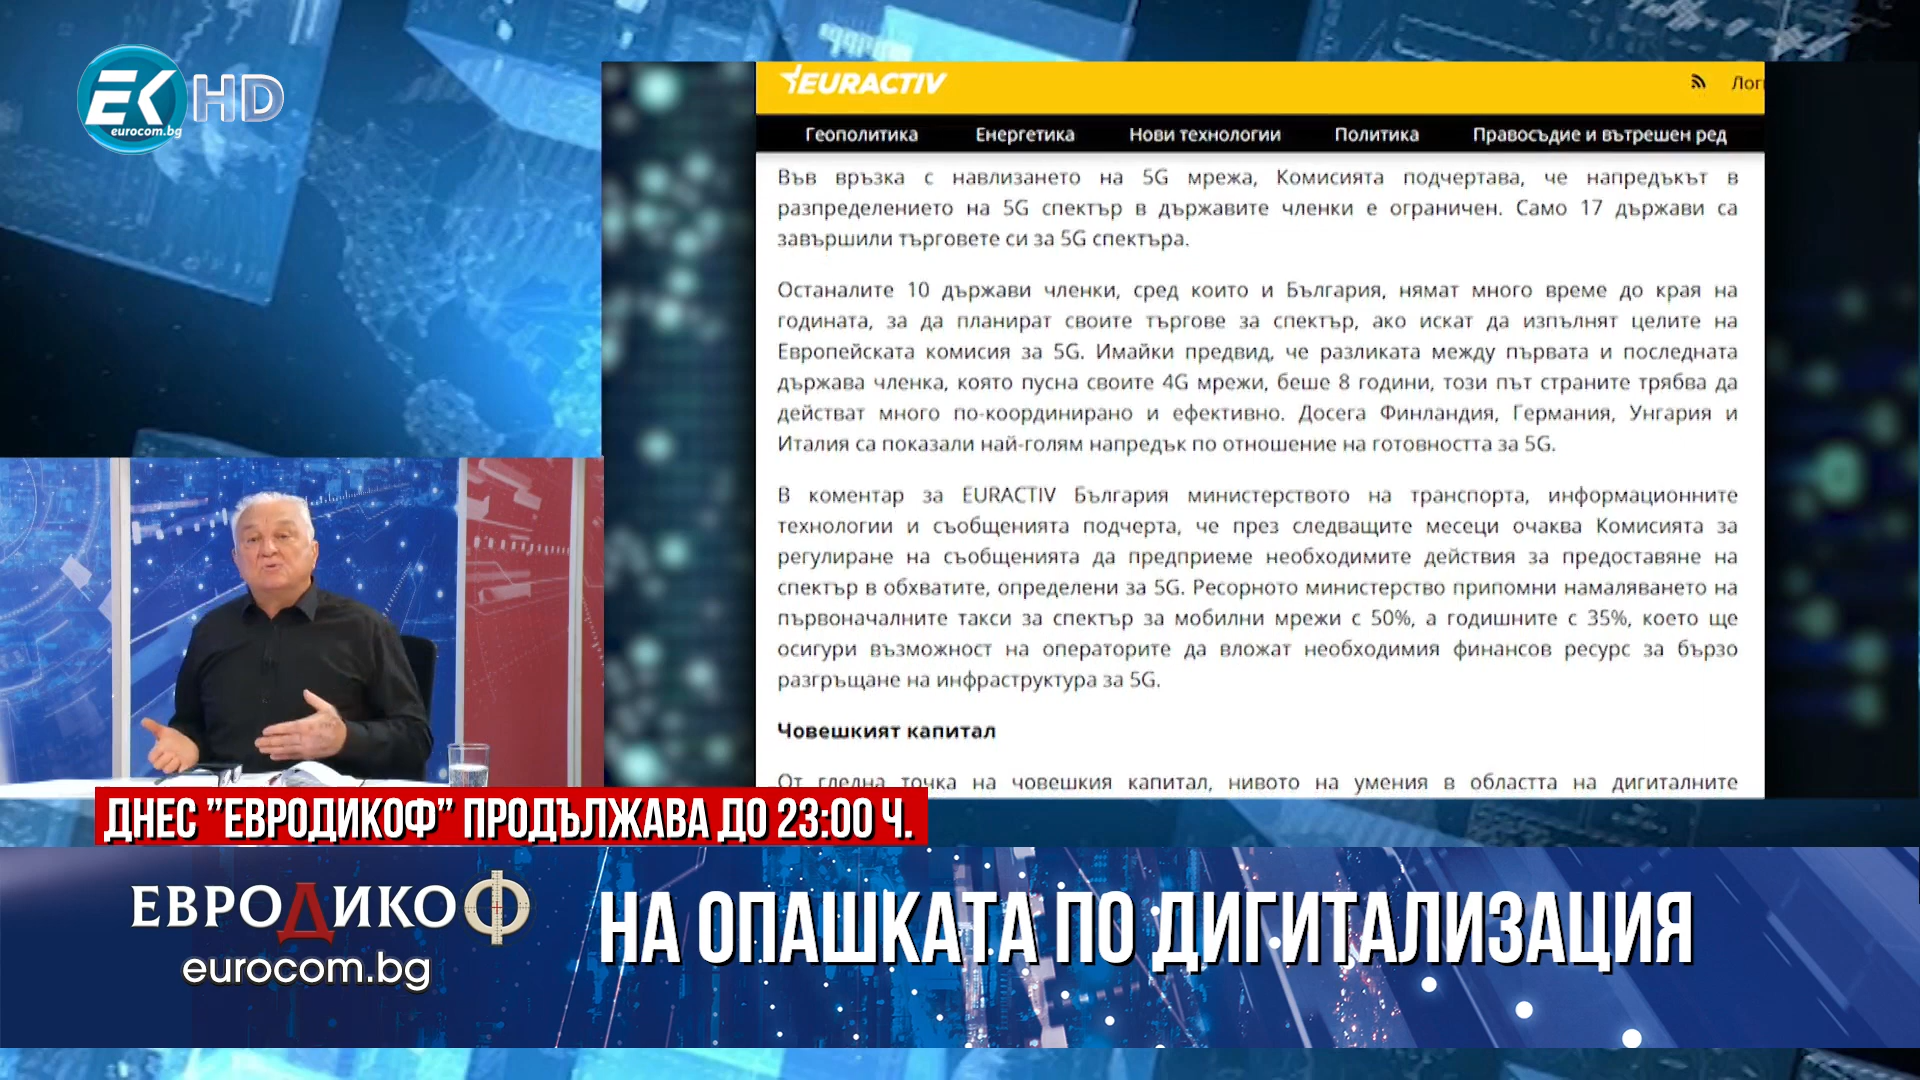 EK HD
eurocom.bg
EURACTIV
Геополитика Енергетика Нови технологии Политика Правосъдие и вътрешен ред
Във връзка с навлизането на 5G мрежа, Комисията подчертава, че напредъкът в
разпределението на 5G спектър в държавите членки е ограничен. Само 17 държави са
завършили търговете си за 5G спектъра.
Останалите 10 държави членки, сред които и България, нямат много време до края на
годината, за да планират своите търгове за спектър, ако искат да изпълнят целите на
Европейската комисия за 5G. Имайки предвид, че разликата между първата и последната
държава членка, която пусна своите 4G мрежи, беше 8 години, този път страните трябва да
действат много по-координирано и ефективно. Досега Финландия, Германия, Унгария и
Италия са показали най-голям напредък по отношение на готовността за 5G.
В коментар за EURACTIV България министерството на транспорта, информационните
технологии и съобщенията подчерта, че през следващите месеци очаква Комисията за
регулиране на съобщенията да предприеме необходимите действия за предоставяне на
спектър в обхватите, определени за 5G. Ресорното министерство припомни намаляването на
първоначалните такси за спектър за мобилни мрежи с 50%, а годишните с 35%, което ще
осигури възможност на операторите да вложат необходимия финансов ресурс за бързо
разгръщане на инфраструктура за 5G.
Човешкият капитал
От гледна точка на човешкия капитал, нивото на умения в областта на дигиталните
ДНЕС "ЕВРОДИКОФ" ПРОДЪЛЖАВА ДО 23:00 Ч.
ЕВРОДИКОФ
eurocom.bg
НА ОПАШКАТА ПО ДИГИТАЛИЗАЦИЯ